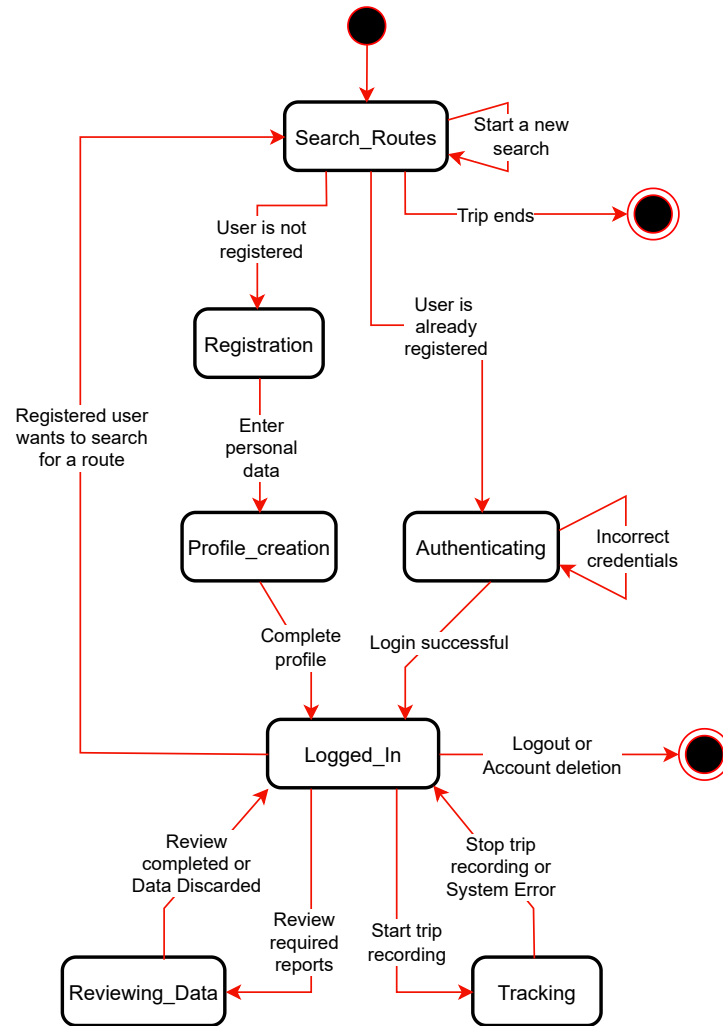 Search_Routes
Start a new
search
Trip ends
User is not
registered
User is
already
registered
Registration
Registered user
wants to search
for a route
Enter
personal
data
Profile_creation
Authenticating
Incorrect
credentials
Complete
profile
Login successful
Logged_In
Logout or
Account deletion
Review
completed or
Data Discarded
Stop trip
recording or
System Error
Review
required
reports
Start trip
recording
Reviewing_Data
Tracking